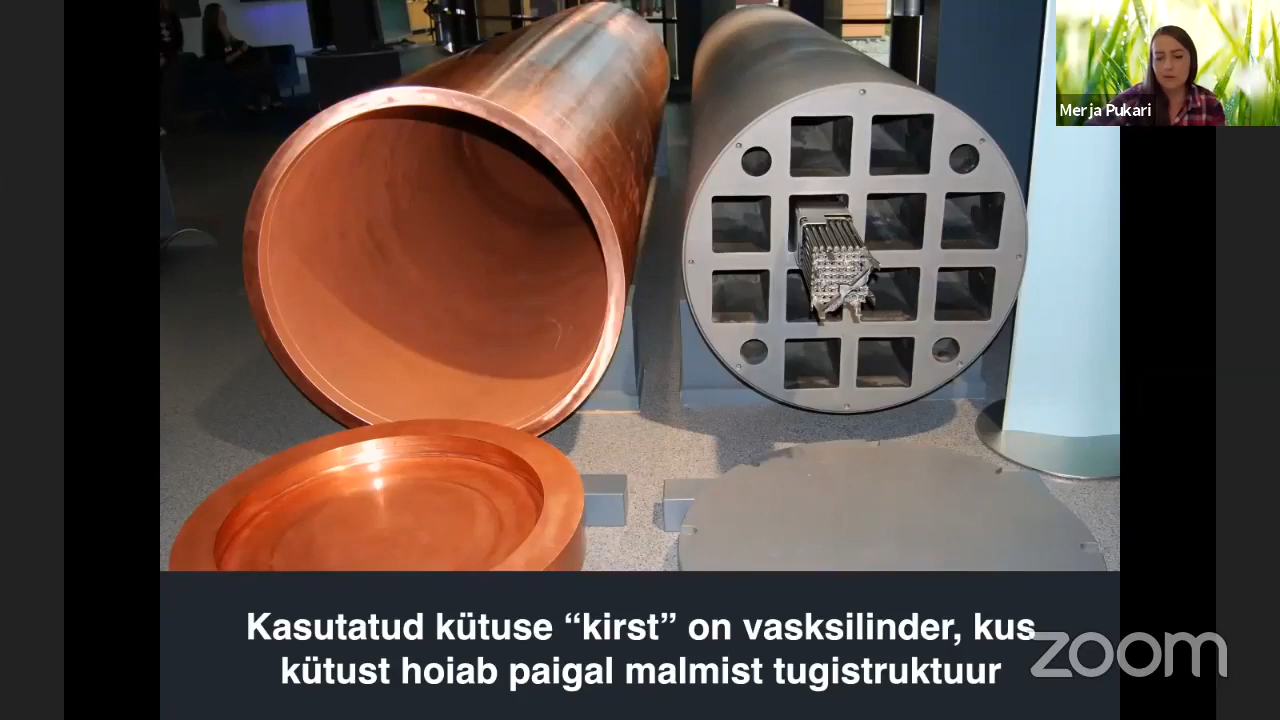 Merja Pukari
Kasutatud kütuse “kirst” on vasksilinder, kus
kütust hoiab paigal malmist tugistruktuur
zoom